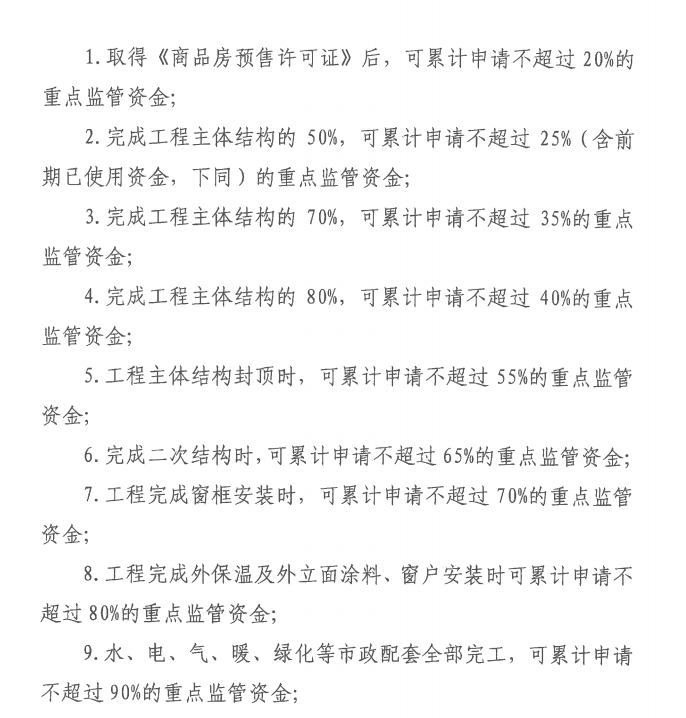 1.取得《商品房预售许可证》后，可累计申请不超过20%的
重点监管资金;
2.完成工程主体结构的 50%，可累计申请不超过 25%（含前
期已使用资金，下同）的重点监管资金;
3.完成工程主体结构的 70%，可累计申请不超过 35%的重点
监管资金;
4.完成工程主体结构的 80%，可累计申请不超过 40%的重点
监管资金;
5.工程主体结构封顶时，可累计申请不超过55%的重点监管
资金;
6.完成二次结构时,可累计申请不超过65%的重点监管资金;
7.工程完成窗框安装时，可累计申请不超过70%的重点监管
资金;
8.工程完成外保温及外立面涂料、窗户安装时可累计申请不
超过80%的重点监管资金;
9.水、电、气、暖、绿化等市政配套全部完工，可累计申请
不超过90%的重点监管资金;